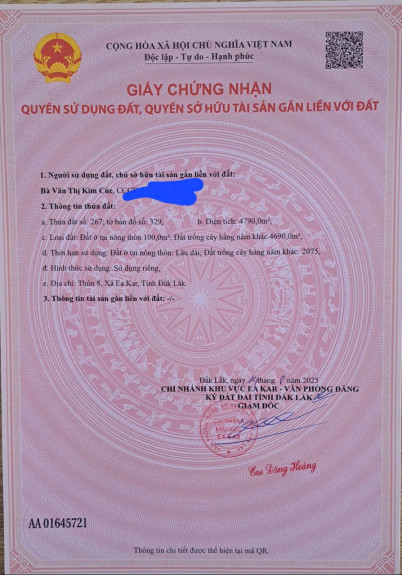 CỘNG HÒA XÃ HỘI CHỦ NGHĨA VIỆT NAM
Độc lập - Tự do - Hạnh phúc
GIẤY CHỨNG NHẬN
QUYỀN SỬ DỤNG ĐẤT, QUYỀN SỞ HỮU TÀI SẢN GẮN LIỀN VỚI ĐẤT
1. Người sử dụng đất, chủ sở hữu tài sản gắn liền với đất:
Bà Văn Thị Kim Cúc,
2. Thông tin thửa đất:
a. Thửa đất số: 267; tờ bản đồ số: 329, b. Diện tích: 4790,0m²,
c. Loại đất: Đất ở tại nông thôn 100,0m²; Đất trồng cây hằng năm khác 4690,0m²,
d. Thời hạn sử dụng: Đất ở tại nông thôn: Lâu dài; Đất trồng cây hằng năm khác: 2075,
đ. Hình thức sử dụng: Sử dụng riêng,
e. Địa chỉ: Thôn 8, Xã Ea Kar, Tỉnh Đắk Lắk.
3. Thông tin tài sản gắn liền với đất: -/-
Đắk Lắk, ngày tháng năm 2025
CHI NHÁNH KHU VỰC EA KAR - VĂN PHÒNG ĐĂNG
KÝ ĐẤT ĐAI TỈNH ĐẮK LẮK
GIÁM ĐỐC
CHI NHÁNH
KHU VỰC
EA KAR
Cao Đăng Hoàng
AA 01645721
Thông tin chi tiết được thể hiện tại mã QR.